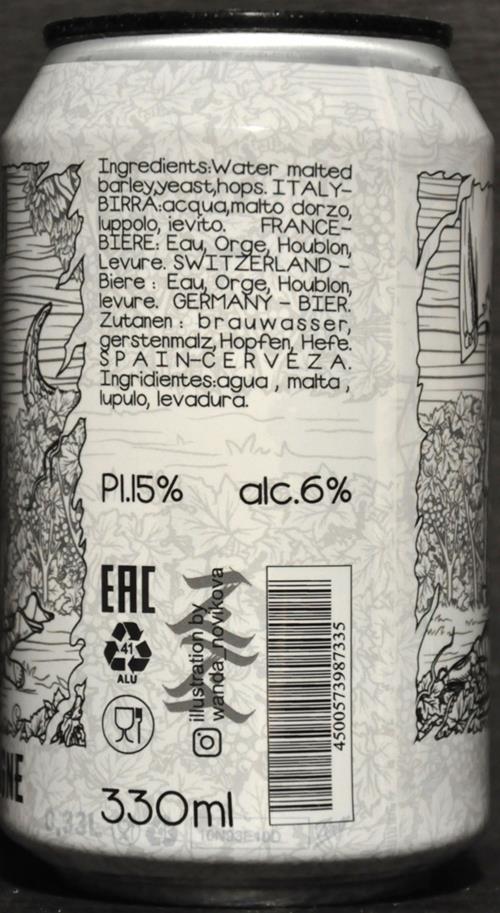 Ingredients:Water malted
barley,yeast,hops. ITALY-
BIRRA:acqua,malto dorzo,
luppolo, ievito. FRANCE-
BIERE: Eau, Orge, Houblon,
Levure. SWITZERLAND -
Biere : Eau, Orge, Houblon,
levure. GERMANY - BIER.
Zutanen : brauwasser,
gerstenmalz, Hopfen, Hefe.
SPAIN-CERVEZA.
Ingridientes:agua , malta ,
lupulo, levadura.
Pl.15% alc.6%
EAC
41
ALU
illustration by
wanda_novikova
4500573987335
330ml
0,33L